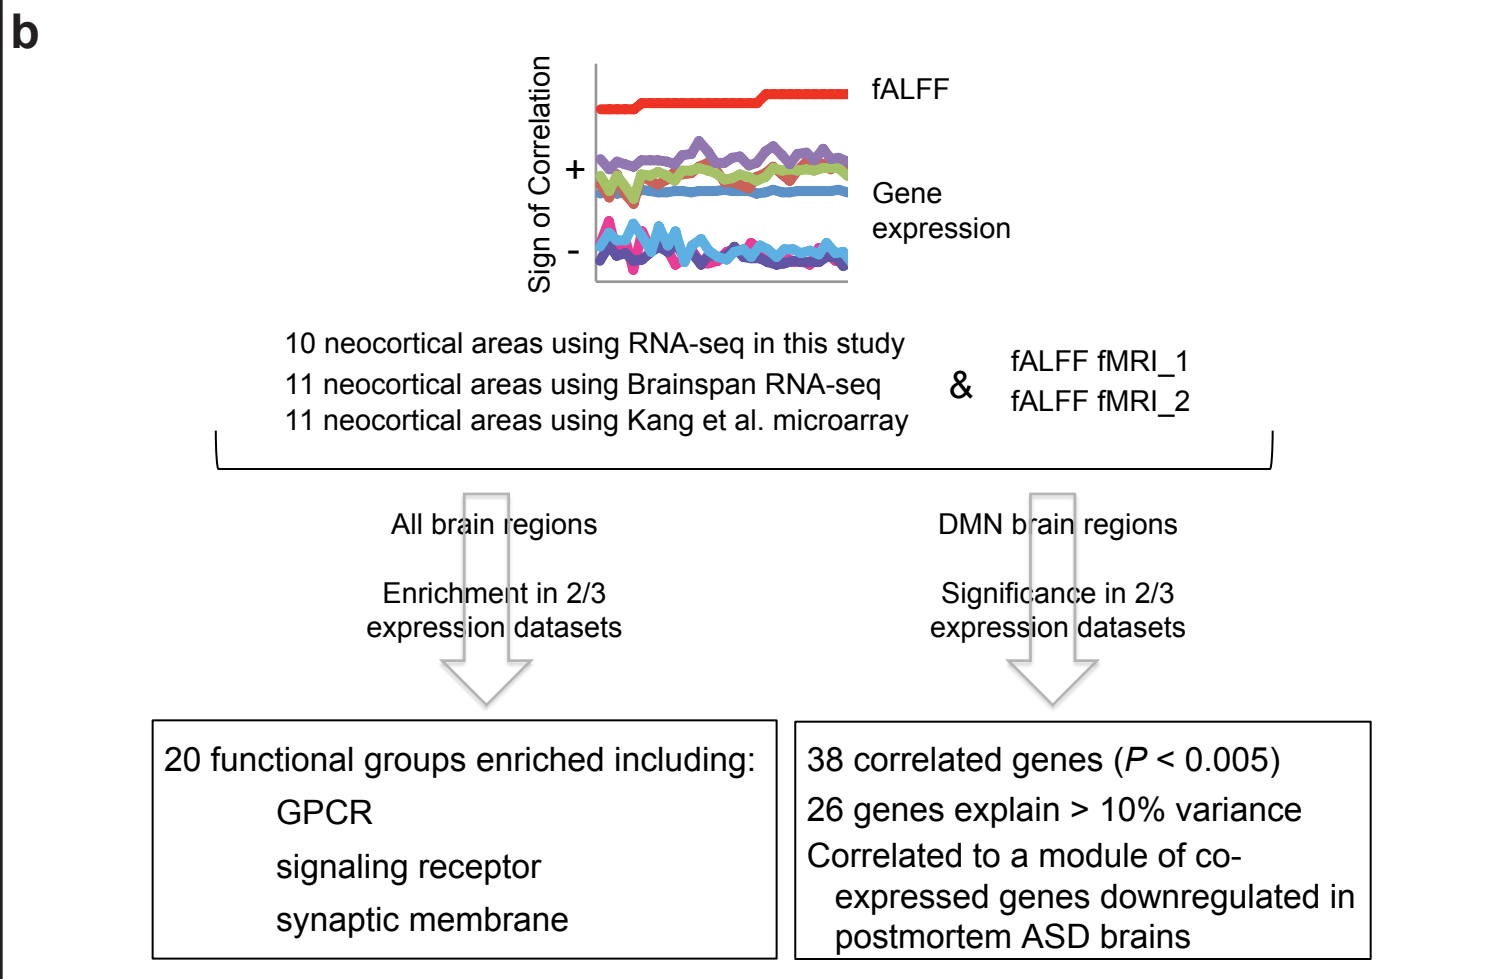 b
Sign of Correlation
+
-
fALFF
Gene
expression
10 neocortical areas using RNA-seq in this study
11 neocortical areas using Brainspan RNA-seq
11 neocortical areas using Kang et al. microarray
&
fALFF fMRI_1
fALFF fMRI_2
All brain regions
Enrichment in 2/3
expression datasets
DMN brain regions
Significance in 2/3
expression datasets
20 functional groups enriched including:
GPCR
signaling receptor
synaptic membrane
38 correlated genes (P < 0.005)
26 genes explain > 10% variance
Correlated to a module of co-
expressed genes downregulated in
postmortem ASD brains